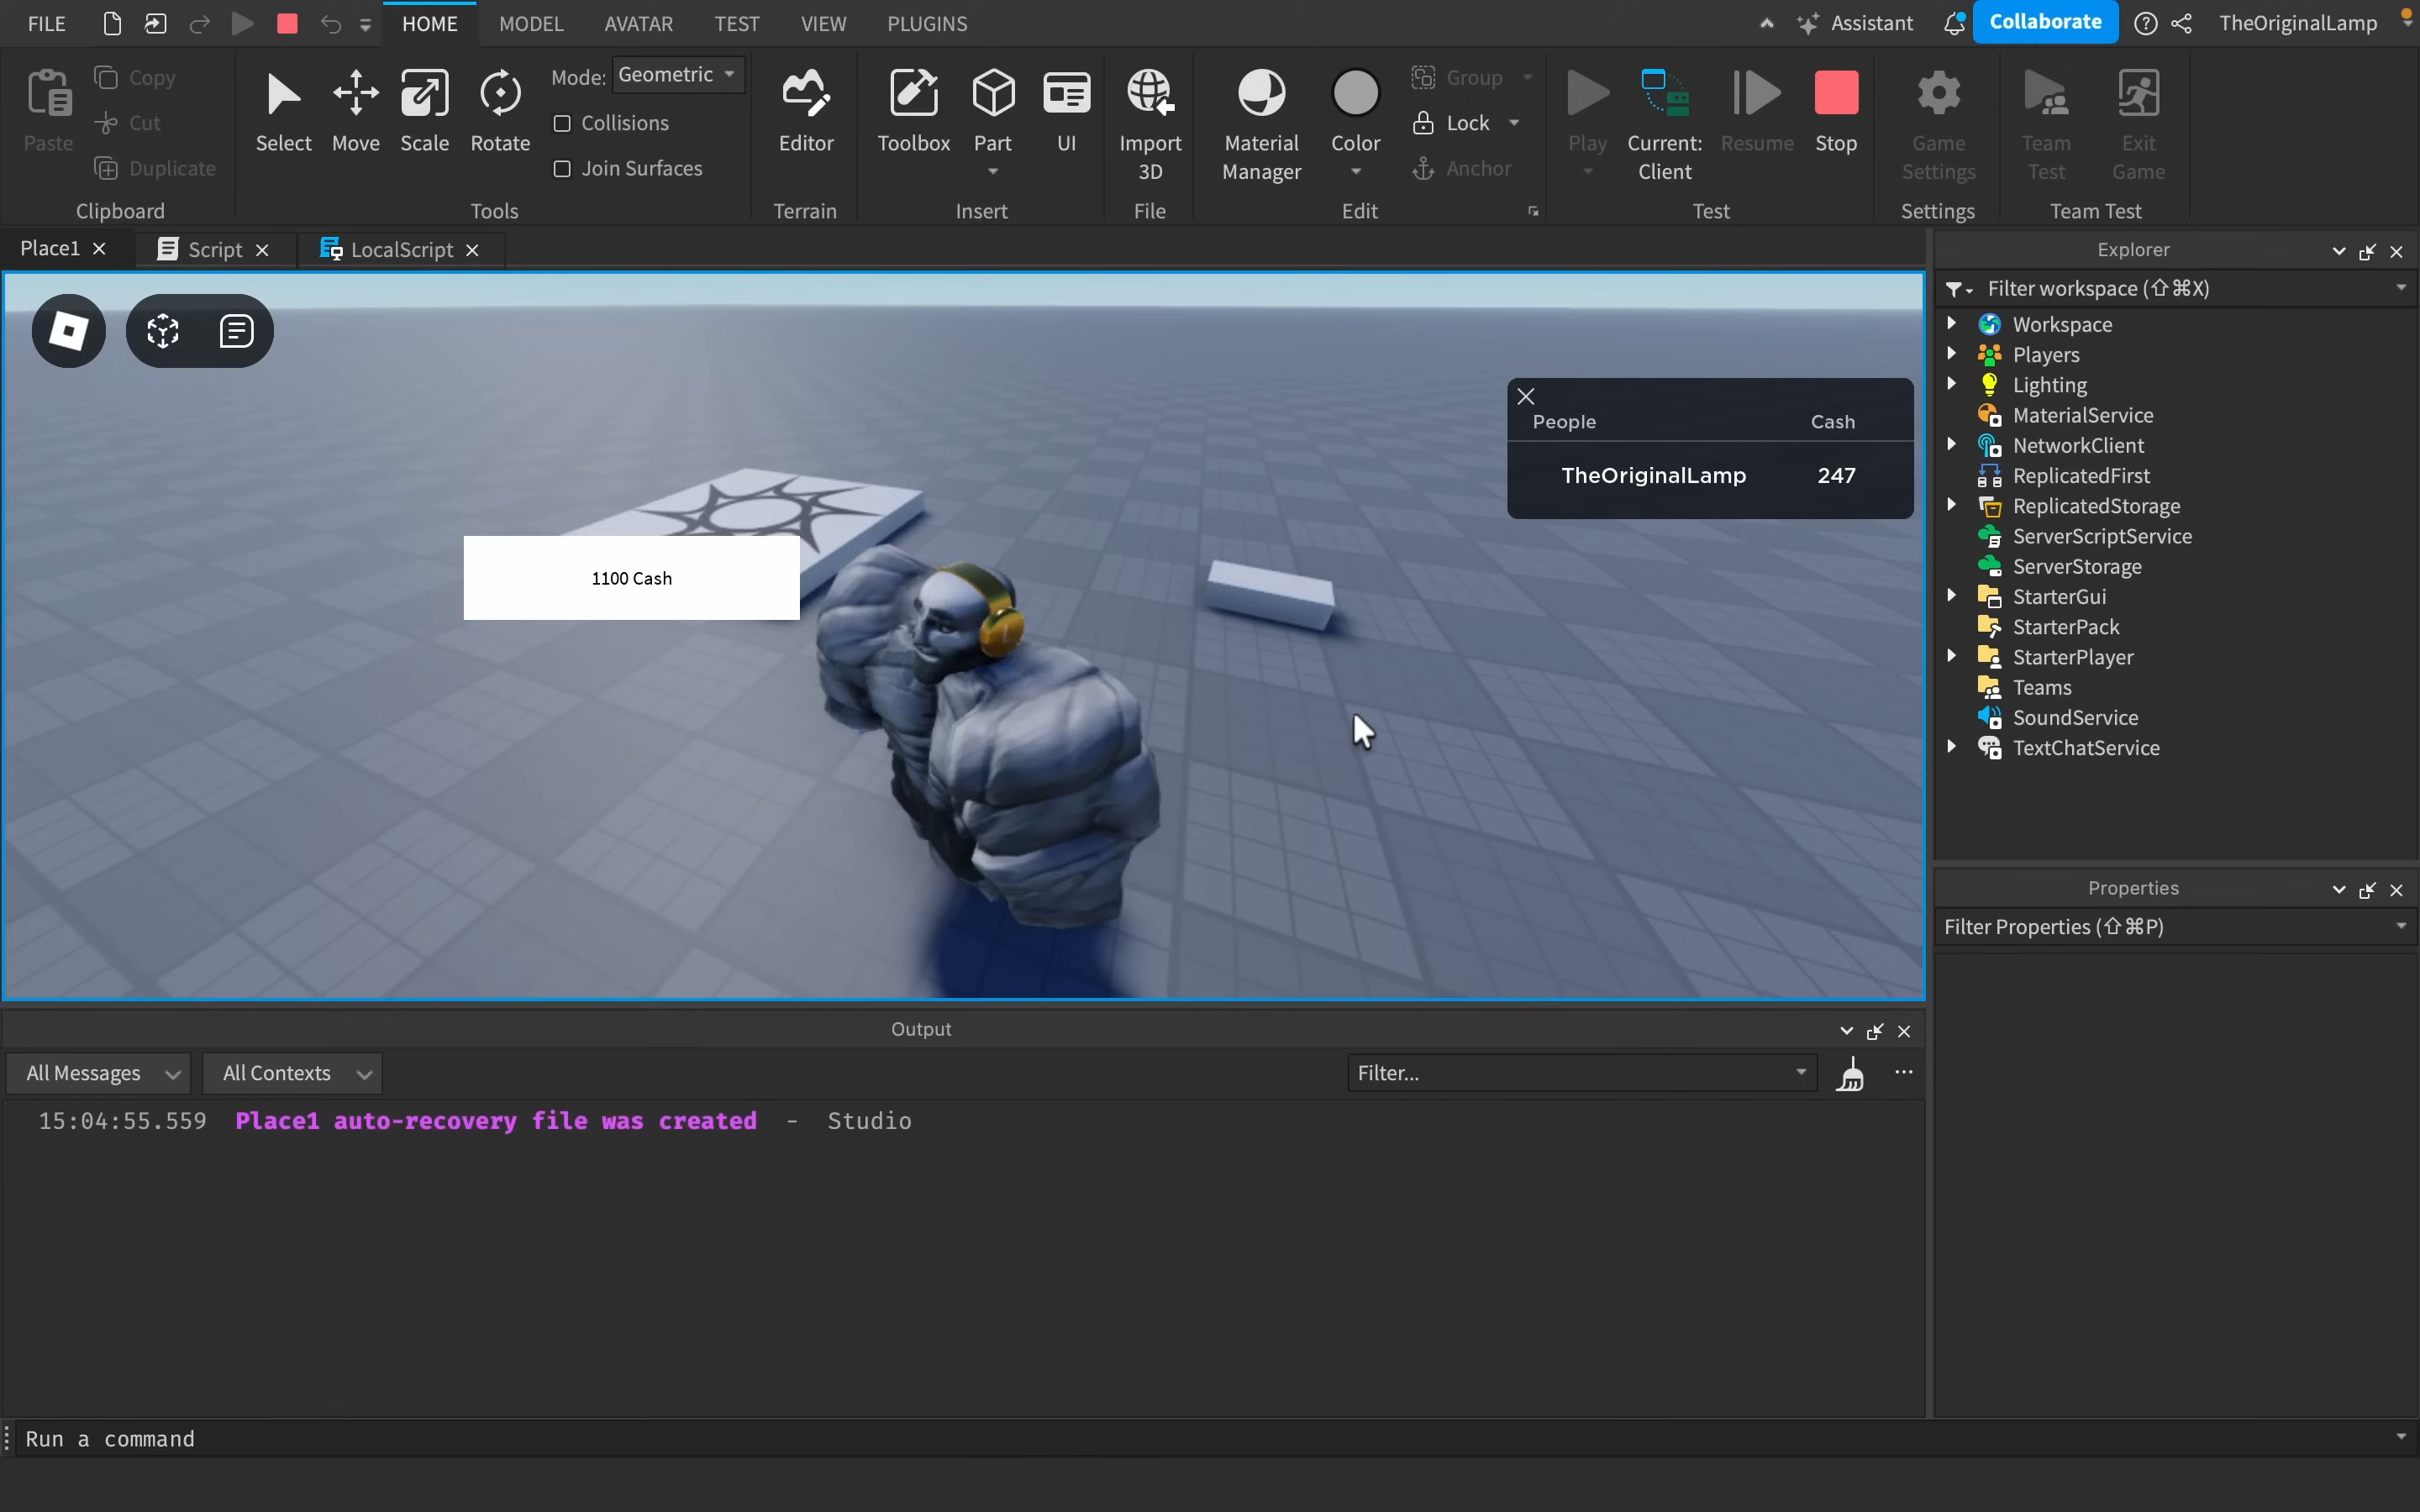 FILE
HOME
MODEL
AVATAR
TEST
VIEW
PLUGINS
Assistant
Collaborate
TheOriginalLamp
Paste
Copy
Cut
Duplicate
Clipboard
Select
Move
Scale
Rotate
Mode: Geometric
Collisions
Join Surfaces
Tools
Editor
Terrain
Toolbox
Part
UI
Insert
Import
3D
File
Material
Manager
Color
Group
Lock
Anchor
Edit
Play
Current:
Client
Resume
Stop
Test
Game
Settings
Settings
Team
Test
Exit
Game
Team Test
Place1
Script
LocalScript
People
Cash
TheOriginalLamp
247
1100 Cash
Explorer
Filter workspace (⇧⌘X)
Workspace
Players
Lighting
MaterialService
NetworkClient
ReplicatedFirst
ReplicatedStorage
ServerScriptService
ServerStorage
StarterGui
StarterPack
StarterPlayer
Teams
SoundService
TextChatService
Properties
Filter Properties (⇧⌘P)
Output
All Messages
All Contexts
Filter...
15:04:55.559 Place1 auto-recovery file was created - Studio
Run a command